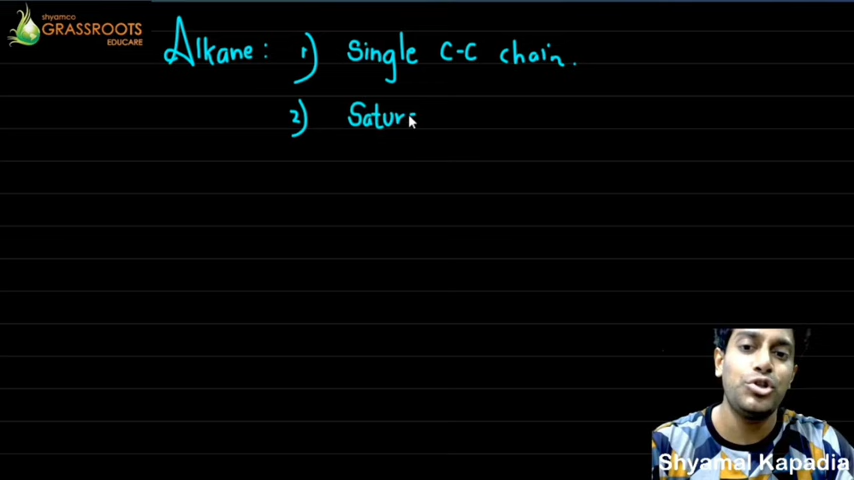 shyamco
GRASSROOTS
EDUCARE
Alkane: 1) Single C-C chain.
2) Satur
Shyamal Kapadia